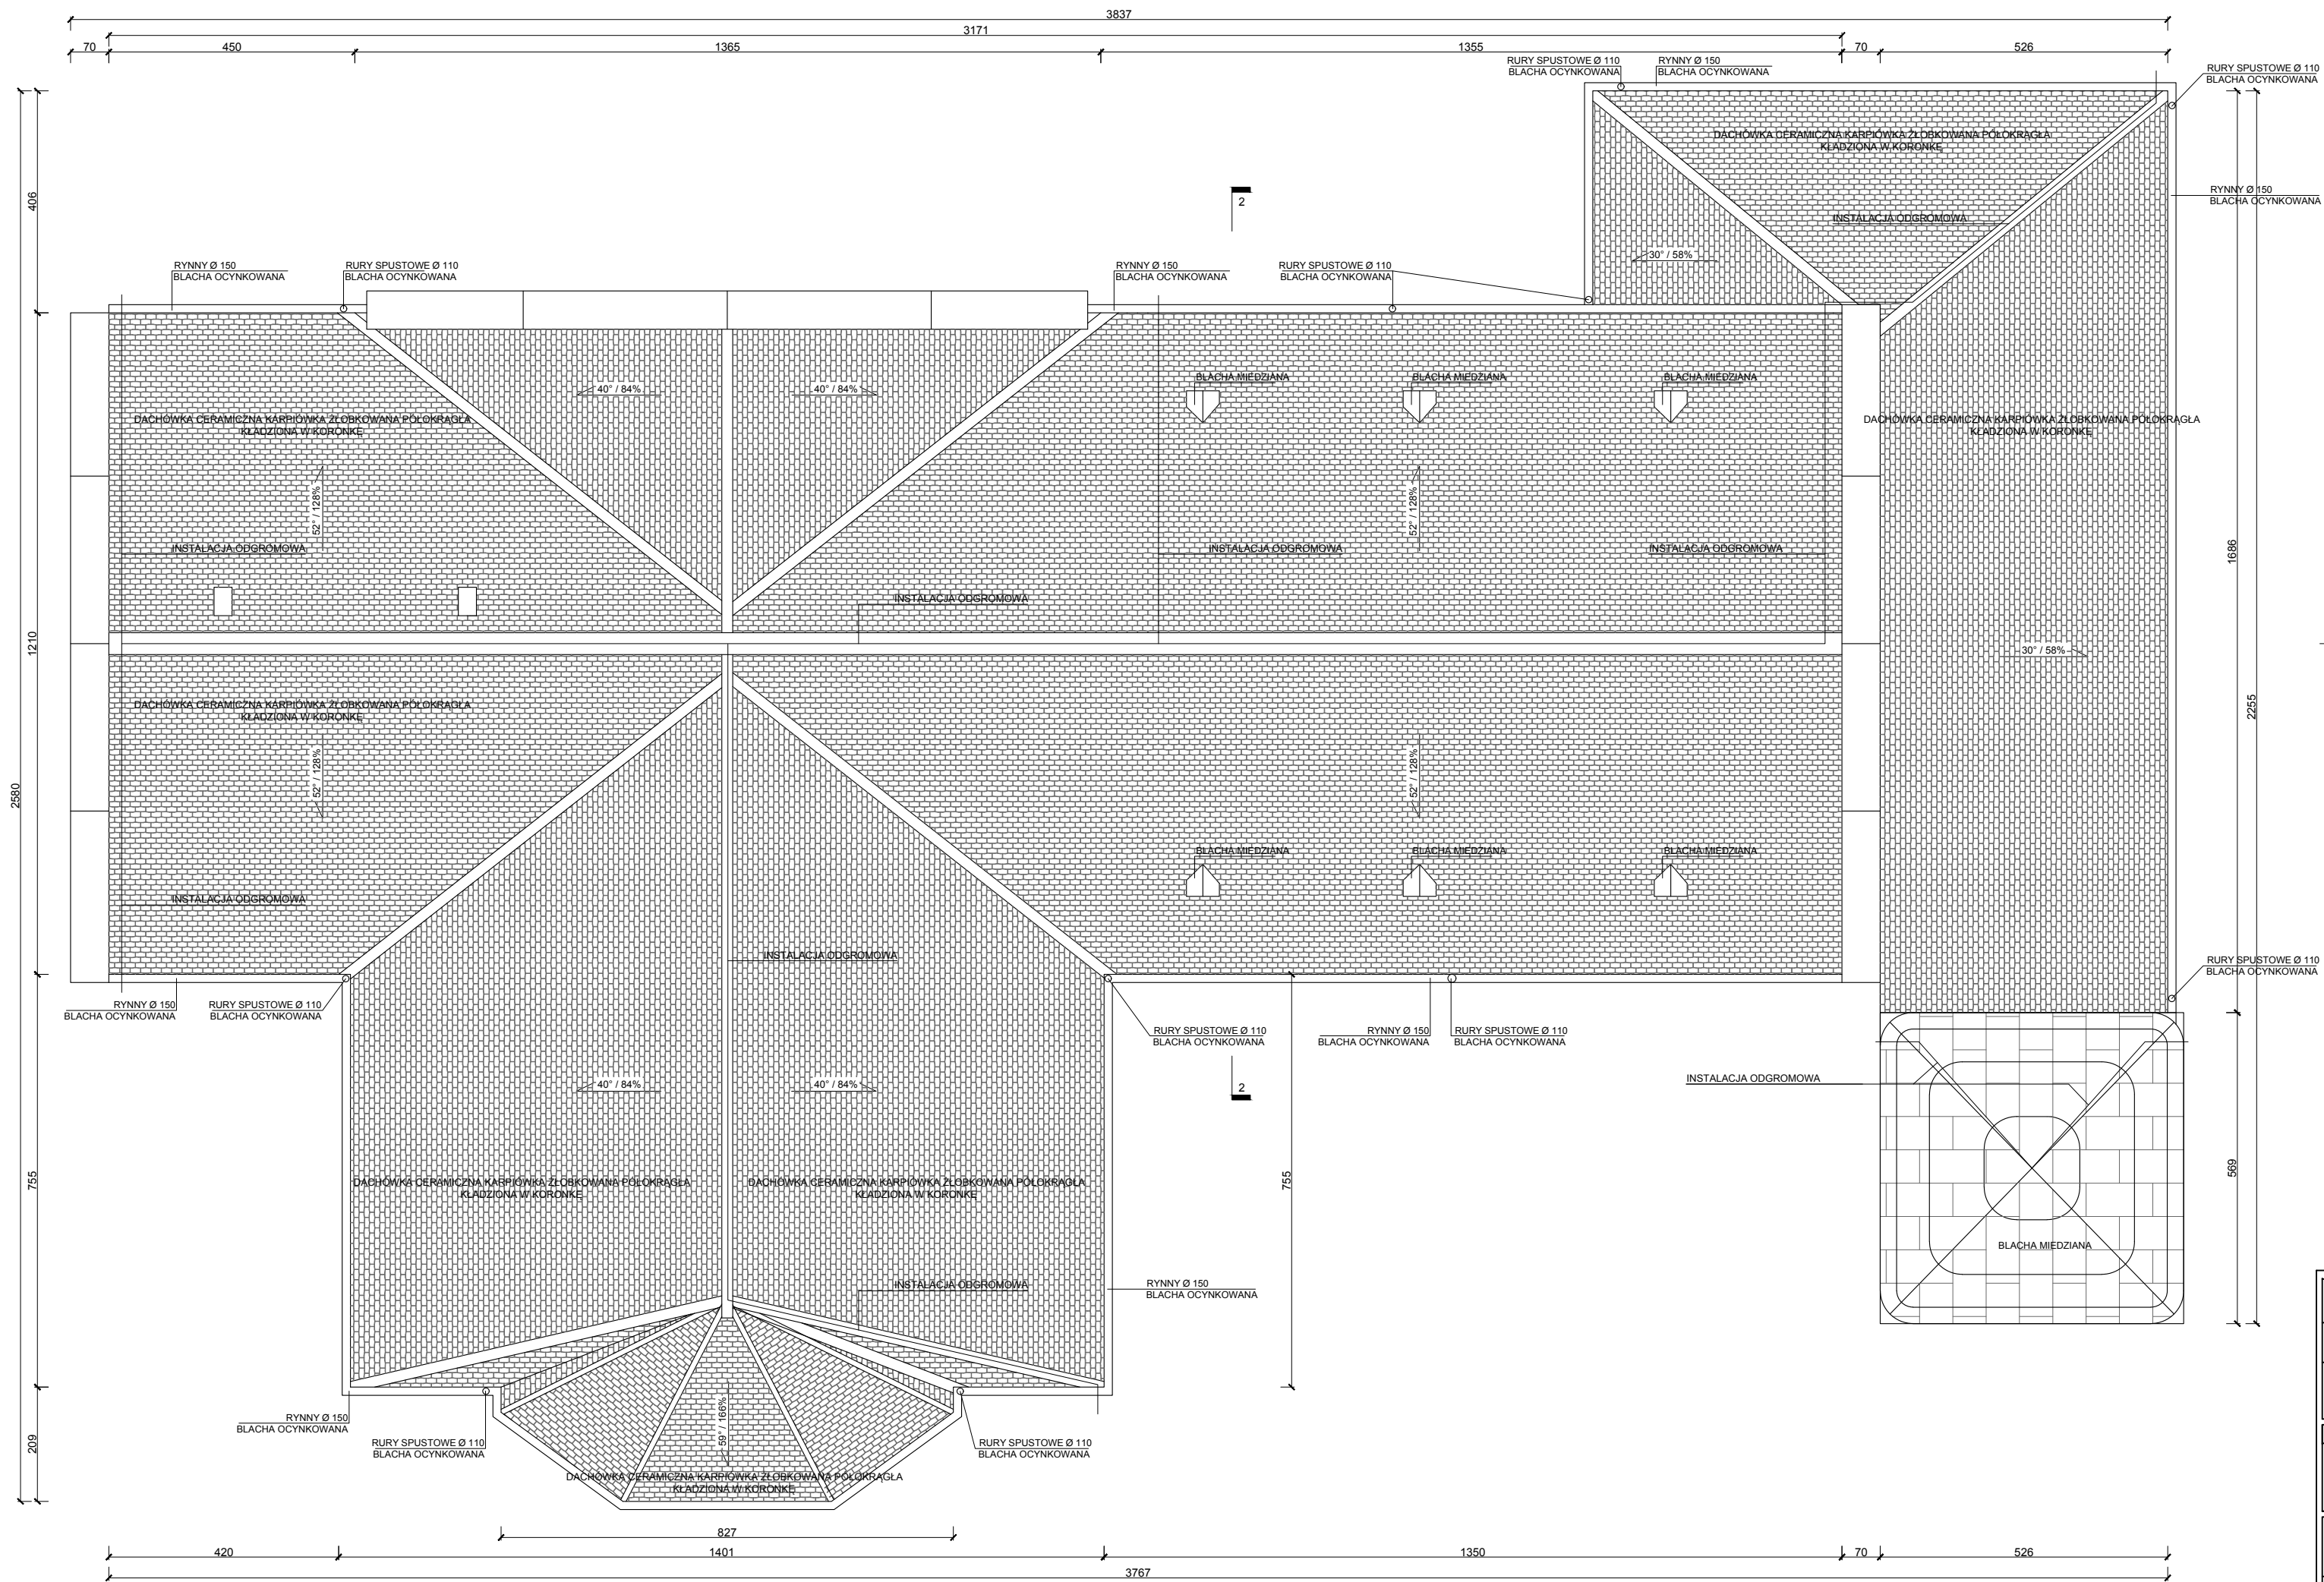 3837
3171
70
450
1365
1355
70
526
RURY SPUSTOWE Ø 110
BLACHA OCYNKOWANA
RYNNY Ø 150
BLACHA OCYNKOWANA
RURY SPUSTOWE Ø 110
BLACHA OCYNKOWANA
DACHÓWKA CERAMICZNA KARPIÓWKA ŻŁOBKOWANA PÓŁOKRĄGŁA
KŁADZIONA W KORONKĘ
RYNNY Ø 150
BLACHA OCYNKOWANA
406
2
INSTALACJA ODGROMOWA
30° / 58%
RYNNY Ø 150
BLACHA OCYNKOWANA
RURY SPUSTOWE Ø 110
BLACHA OCYNKOWANA
RYNNY Ø 150
BLACHA OCYNKOWANA
RURY SPUSTOWE Ø 110
BLACHA OCYNKOWANA
40° / 84%
40° / 84%
BLACHA MIEDZIANA
BLACHA MIEDZIANA
BLACHA MIEDZIANA
DACHÓWKA CERAMICZNA KARPIÓWKA ŻŁOBKOWANA PÓŁOKRĄGŁA
KŁADZIONA W KORONKĘ
DACHÓWKA CERAMICZNA KARPIÓWKA ŻŁOBKOWANA PÓŁOKRĄGŁA
KŁADZIONA W KORONKĘ
52° / 128%
52° / 128%
INSTALACJA ODGROMOWA
INSTALACJA ODGROMOWA
INSTALACJA ODGROMOWA
1686
INSTALACJA ODGROMOWA
1210
30° / 58%
2255
DACHÓWKA CERAMICZNA KARPIÓWKA ŻŁOBKOWANA PÓŁOKRĄGŁA
KŁADZIONA W KORONKĘ
52° / 128%
52° / 128%
2580
BLACHA MIEDZIANA
BLACHA MIEDZIANA
BLACHA MIEDZIANA
INSTALACJA ODGROMOWA
INSTALACJA ODGROMOWA
RURY SPUSTOWE Ø 110
BLACHA OCYNKOWANA
RYNNY Ø 150
BLACHA OCYNKOWANA
RURY SPUSTOWE Ø 110
BLACHA OCYNKOWANA
RURY SPUSTOWE Ø 110
BLACHA OCYNKOWANA
RYNNY Ø 150
BLACHA OCYNKOWANA
RURY SPUSTOWE Ø 110
BLACHA OCYNKOWANA
40° / 84%
40° / 84%
2
INSTALACJA ODGROMOWA
755
755
569
DACHÓWKA CERAMICZNA KARPIÓWKA ŻŁOBKOWANA PÓŁOKRĄGŁA
KŁADZIONA W KORONKĘ
DACHÓWKA CERAMICZNA KARPIÓWKA ŻŁOBKOWANA PÓŁOKRĄGŁA
KŁADZIONA W KORONKĘ
BLACHA MIEDZIANA
INSTALACJA ODGROMOWA
RYNNY Ø 150
BLACHA OCYNKOWANA
RYNNY Ø 150
BLACHA OCYNKOWANA
59° / 166%
209
RURY SPUSTOWE Ø 110
BLACHA OCYNKOWANA
RURY SPUSTOWE Ø 110
BLACHA OCYNKOWANA
DACHÓWKA CERAMICZNA KARPIÓWKA ŻŁOBKOWANA PÓŁOKRĄGŁA
KŁADZIONA W KORONKĘ
827
420
1401
1350
70
526
3767